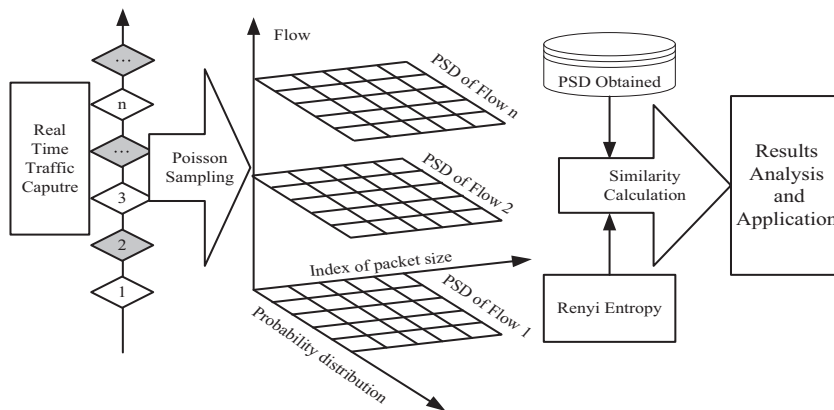 Real
Time
Traffic
Caputre
...
n
...
3
2
1
Poisson
Sampling
Flow
PSD of Flow n
PSD of Flow 2
PSD of Flow 1
Index of packet size
Probability distribution
PSD Obtained
Similarity
Calculation
Renyi Entropy
Results
Analysis
and
Application